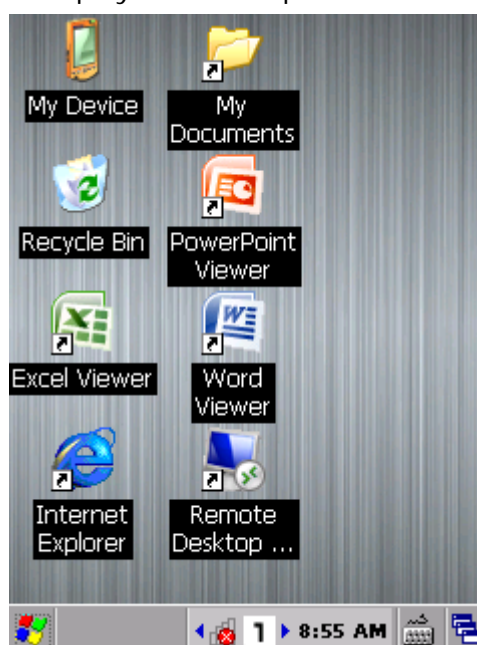 My Device
My
Documents
Recycle Bin
PowerPoint
Viewer
Excel Viewer
Word
Viewer
Internet
Explorer
Remote
Desktop ...
1
8:55 AM